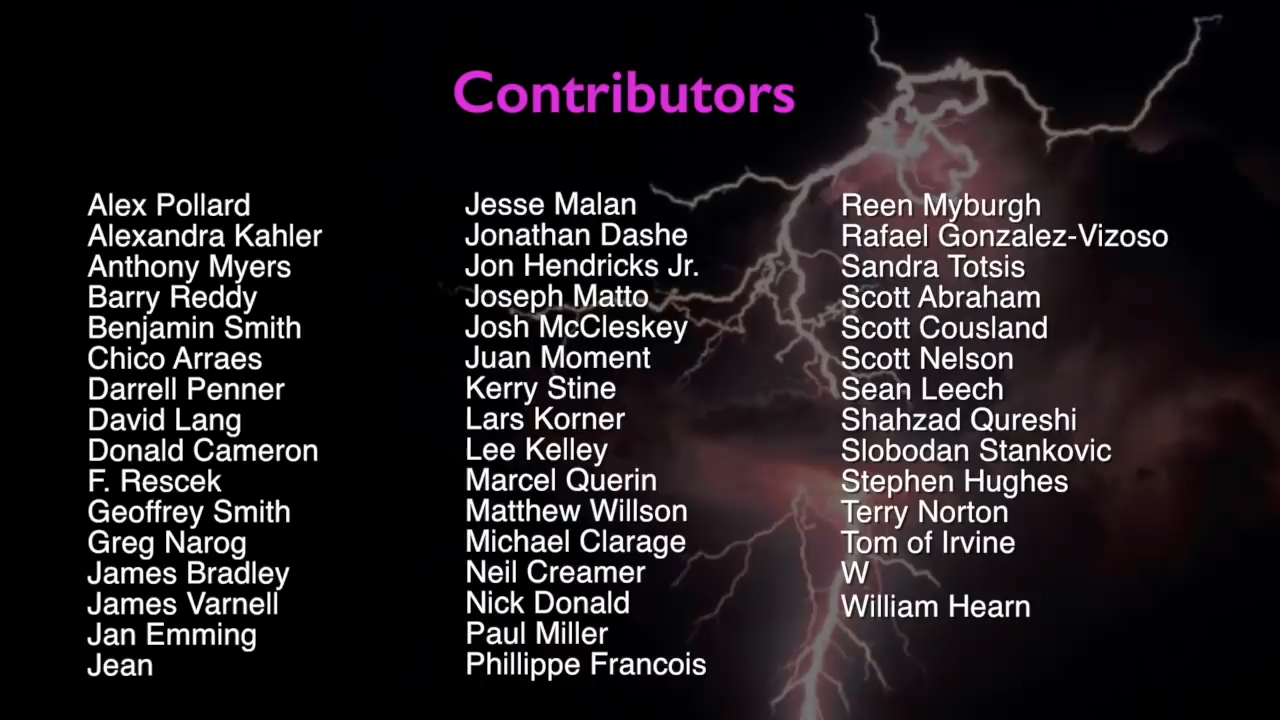 Contributors
Alex Pollard
Alexandra Kahler
Anthony Myers
Barry Reddy
Benjamin Smith
Chico Arraes
Darrell Penner
David Lang
Donald Cameron
F. Rescek
Geoffrey Smith
Greg Narog
James Bradley
James Varnell
Jan Emming
Jean
Jesse Malan
Jonathan Dashe
Jon Hendricks Jr.
Joseph Matto
Josh McCleskey
Juan Moment
Kerry Stine
Lars Korner
Lee Kelley
Marcel Querin
Matthew Willson
Michael Clarage
Neil Creamer
Nick Donald
Paul Miller
Phillippe Francois
Reen Myburgh
Rafael Gonzalez-Vizoso
Sandra Totsis
Scott Abraham
Scott Cousland
Scott Nelson
Sean Leech
Shahzad Qureshi
Slobodan Stankovic
Stephen Hughes
Terry Norton
Tom of Irvine
W
William Hearn